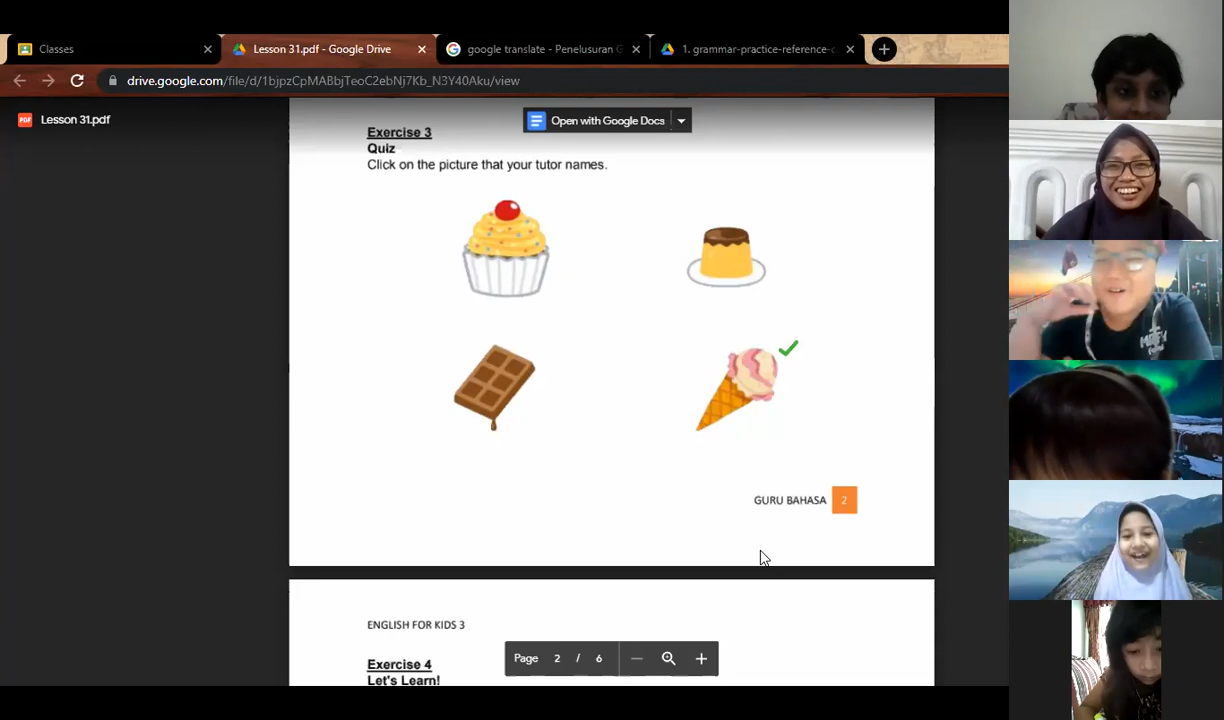 Classes
Lesson 31.pdf - Google Drive
google translate - Penelusuran G
1. grammar-practice-reference-c
drive.google.com/file/d/1bjpzCpMABbjTeoC2ebNj7Kb_N3Y40Aku/view
PDF Lesson 31.pdf
Open with Google Docs
Exercise 3
Quiz
Click on the picture that your tutor names.
GURU BAHASA 2
ENGLISH FOR KIDS 3
Exercise 4
Let's Learn!
Page 2 / 6